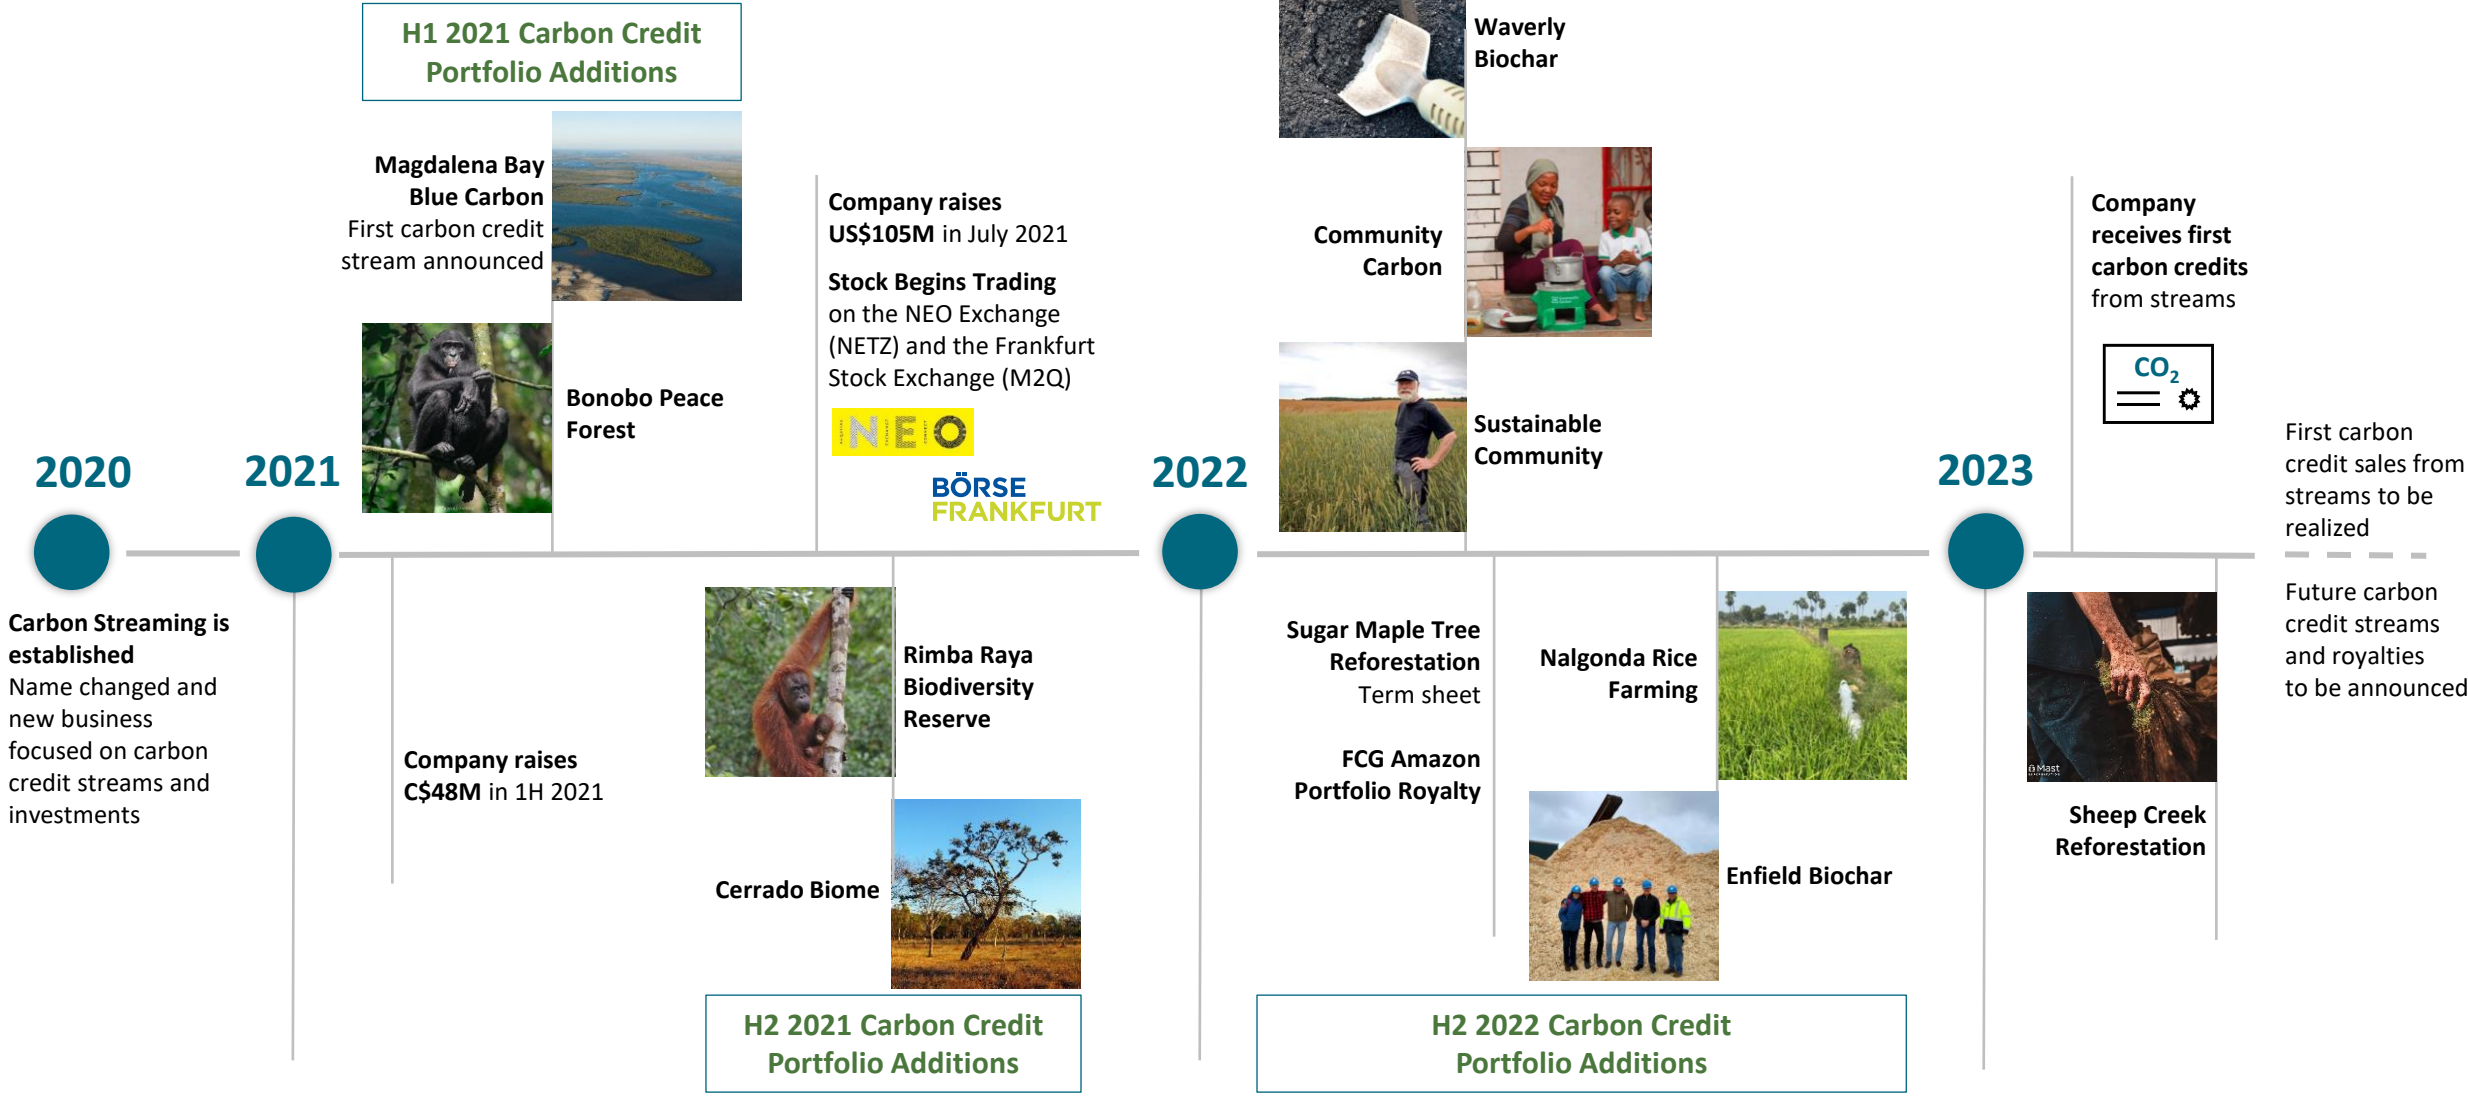 H1 2021 Carbon Credit
Portfolio Additions
Magdalena Bay
Blue Carbon
First carbon credit
stream announced
Bonobo Peace
Forest
Company raises
US$105M in July 2021
Stock Begins Trading
on the NEO Exchange
(NETZ) and the Frankfurt
Stock Exchange (M2Q)
NEO
BÖRSE
FRANKFURT
Waverly
Biochar
Community
Carbon
Sustainable
Community
Company
receives first
carbon credits
from streams
CO₂
First carbon
credit sales from
streams to be
realized
2020
2021
2022
2023
Carbon Streaming is
established
Name changed and
new business
focused on carbon
credit streams and
investments
Company raises
C$48M in 1H 2021
Rimba Raya
Biodiversity
Reserve
Cerrado Biome
H2 2021 Carbon Credit
Portfolio Additions
Sugar Maple Tree
Reforestation
Term sheet
FCG Amazon
Portfolio Royalty
Nalgonda Rice
Farming
Enfield Biochar
H2 2022 Carbon Credit
Portfolio Additions
Mast
Sheep Creek
Reforestation
Future carbon
credit streams
and royalties
to be announced